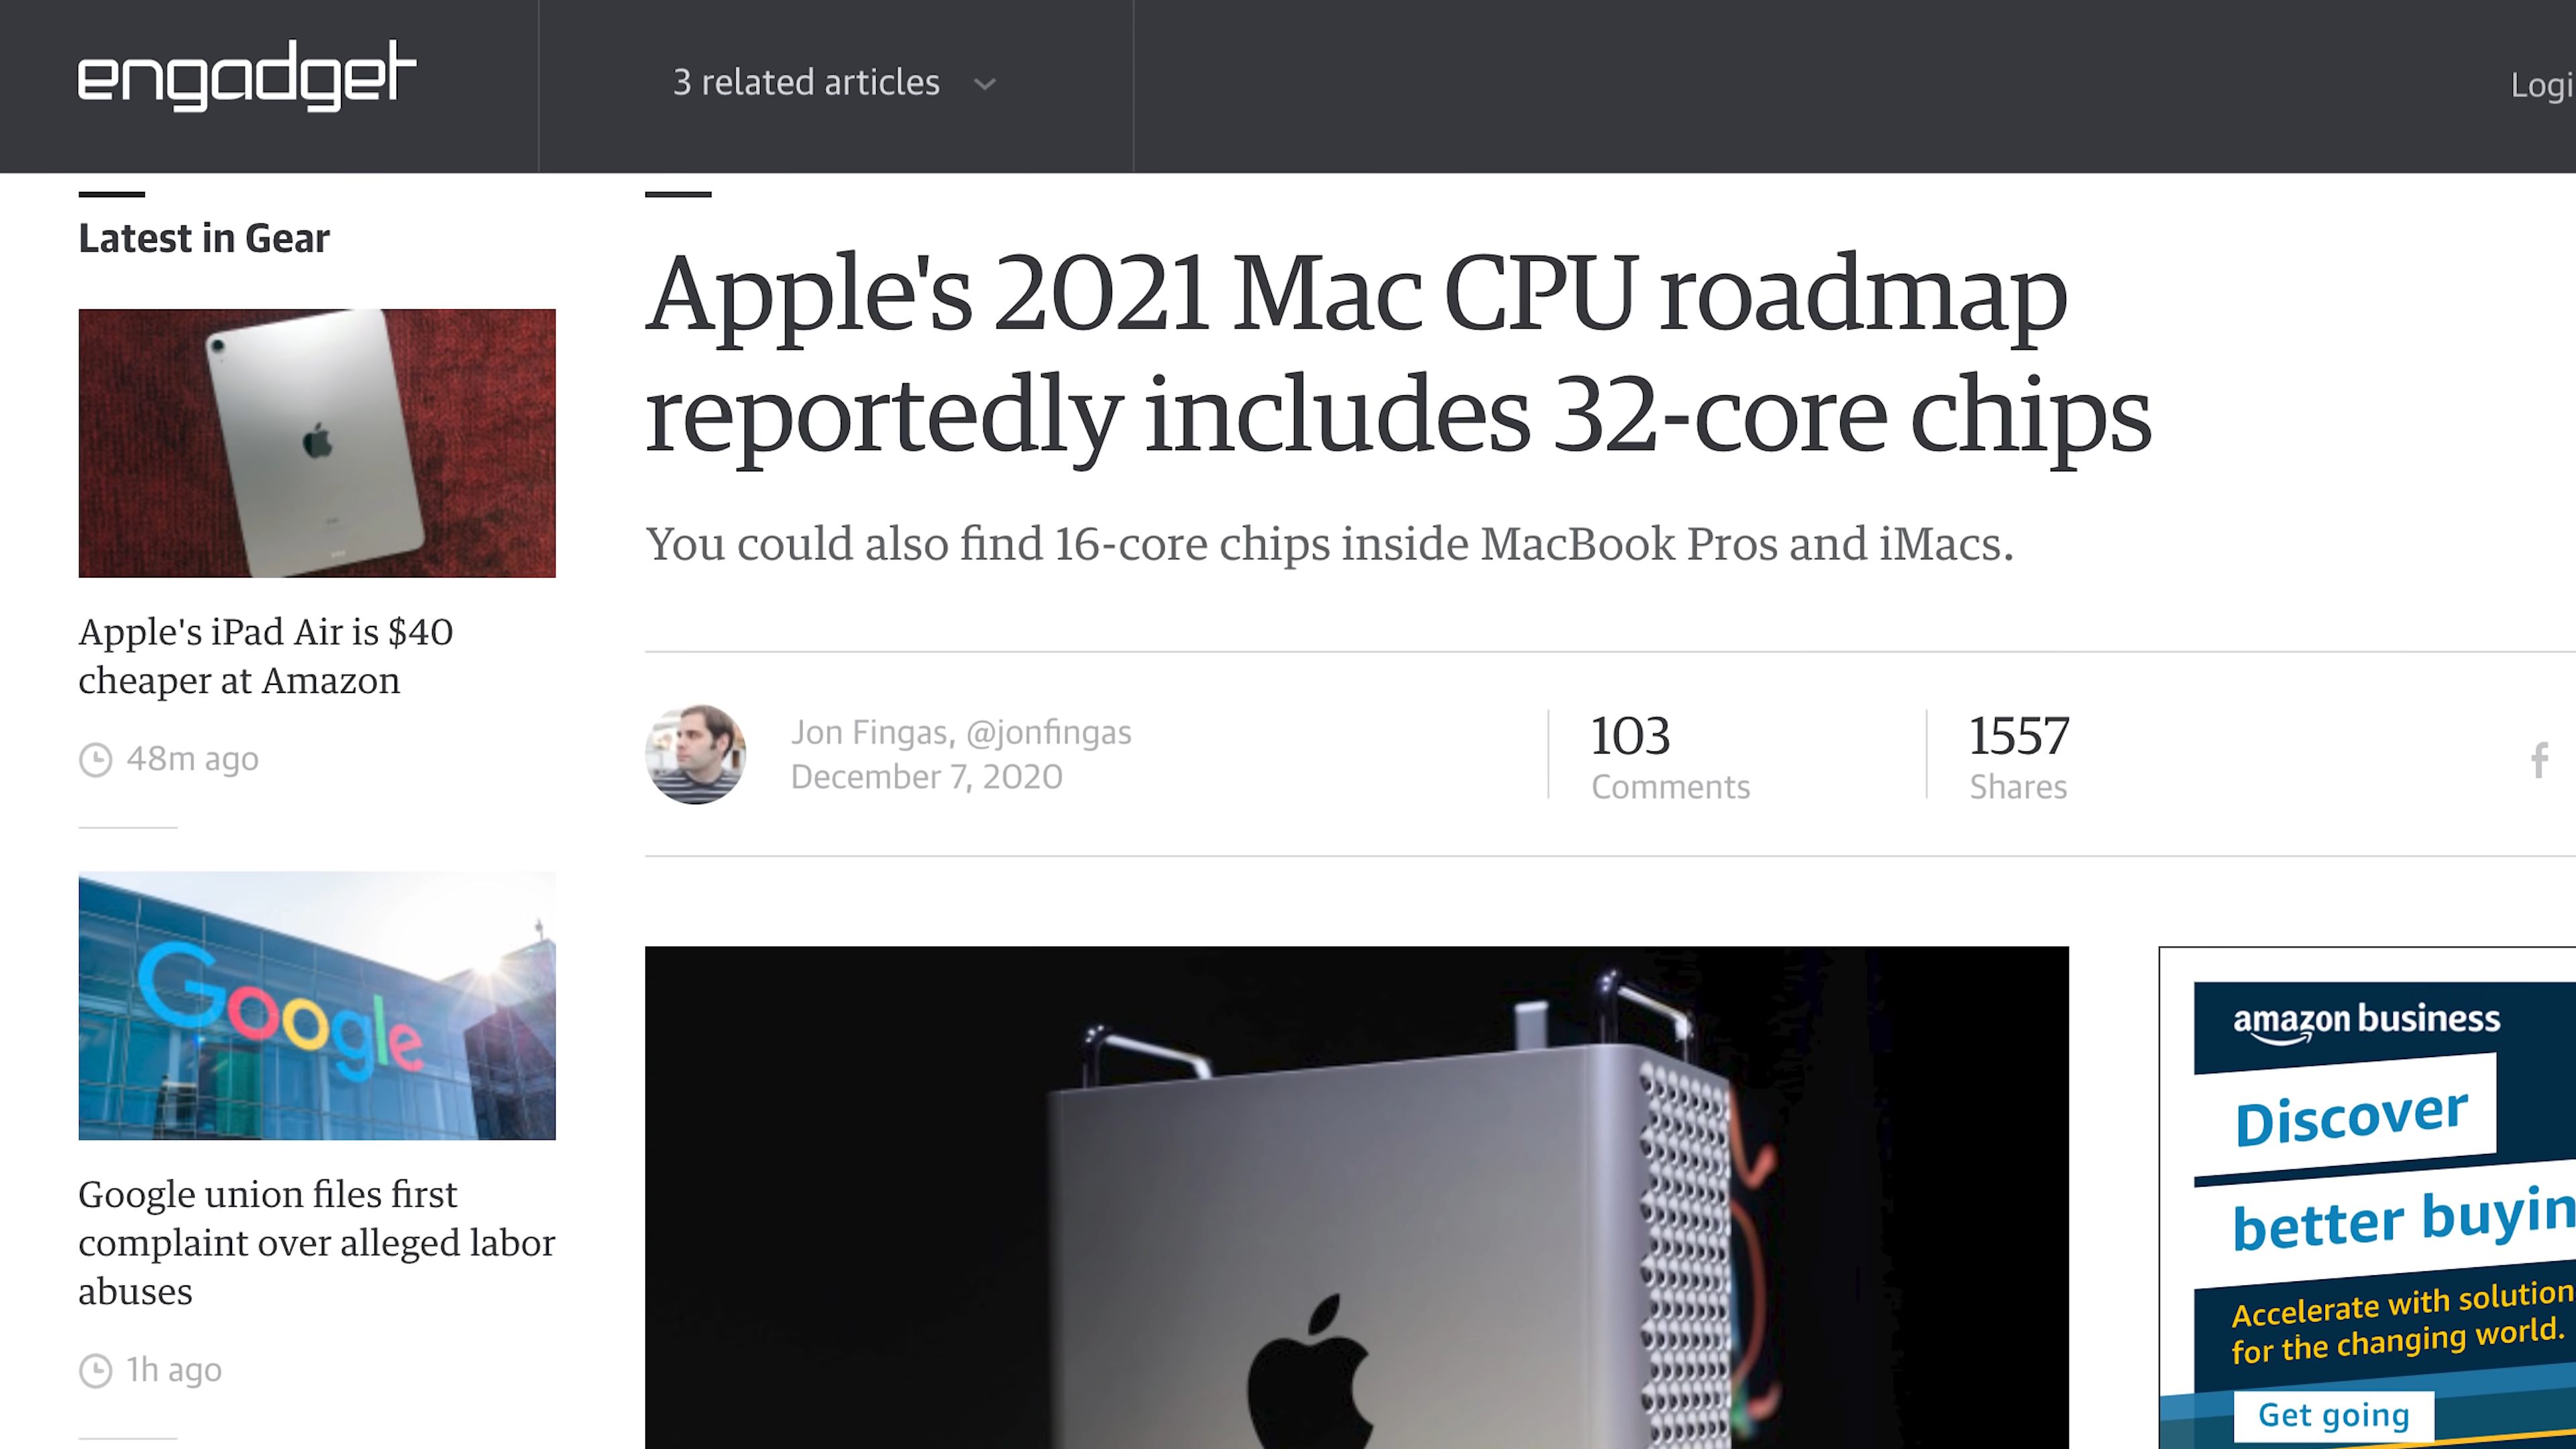 engadget
3 related articles
Logi
Latest in Gear
Apple's iPad Air is $40
cheaper at Amazon
48m ago
Google
Google union files first
complaint over alleged labor
abuses
1h ago
Apple's 2021 Mac CPU roadmap
reportedly includes 32-core chips
You could also find 16-core chips inside MacBook Pros and iMacs.
Jon Fingas, @jonfingas
December 7, 2020
103
Comments
1557
Shares
amazon business
Discover
better buyin
Accelerate with solution
for the changing world.
Get going